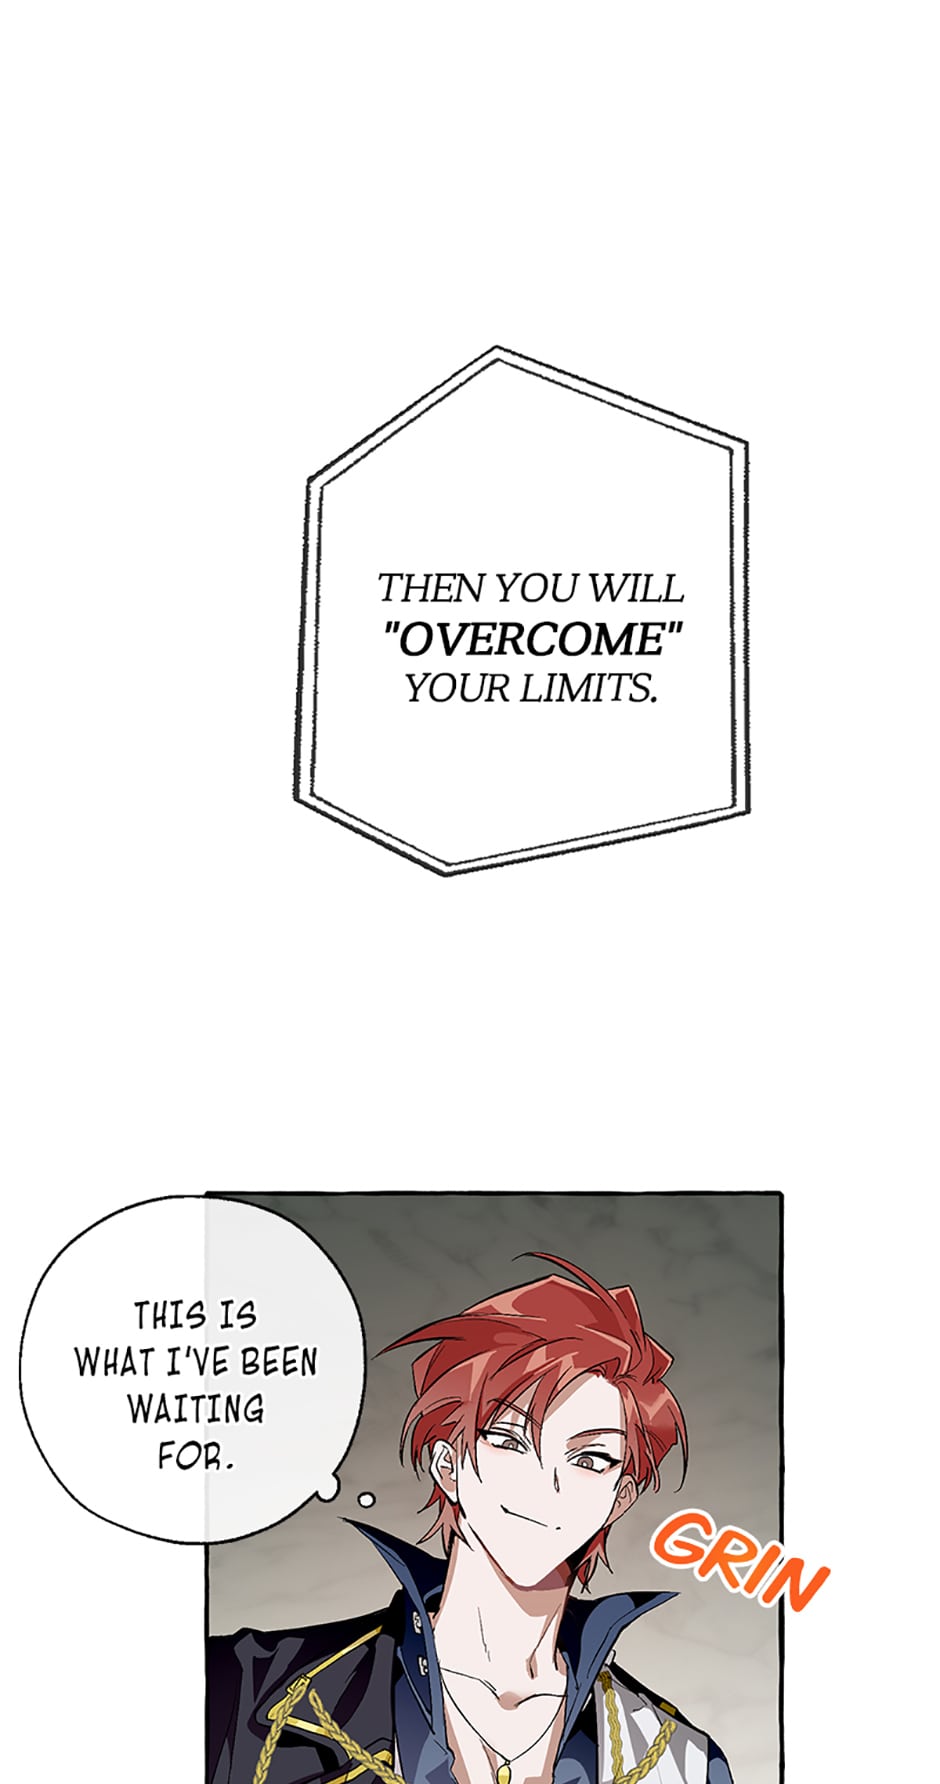 THEN YOU WILL
"OVERCOME"
YOUR LIMITS.
THIS IS
WHAT I'VE BEEN
WAITING
FOR.
GRIN